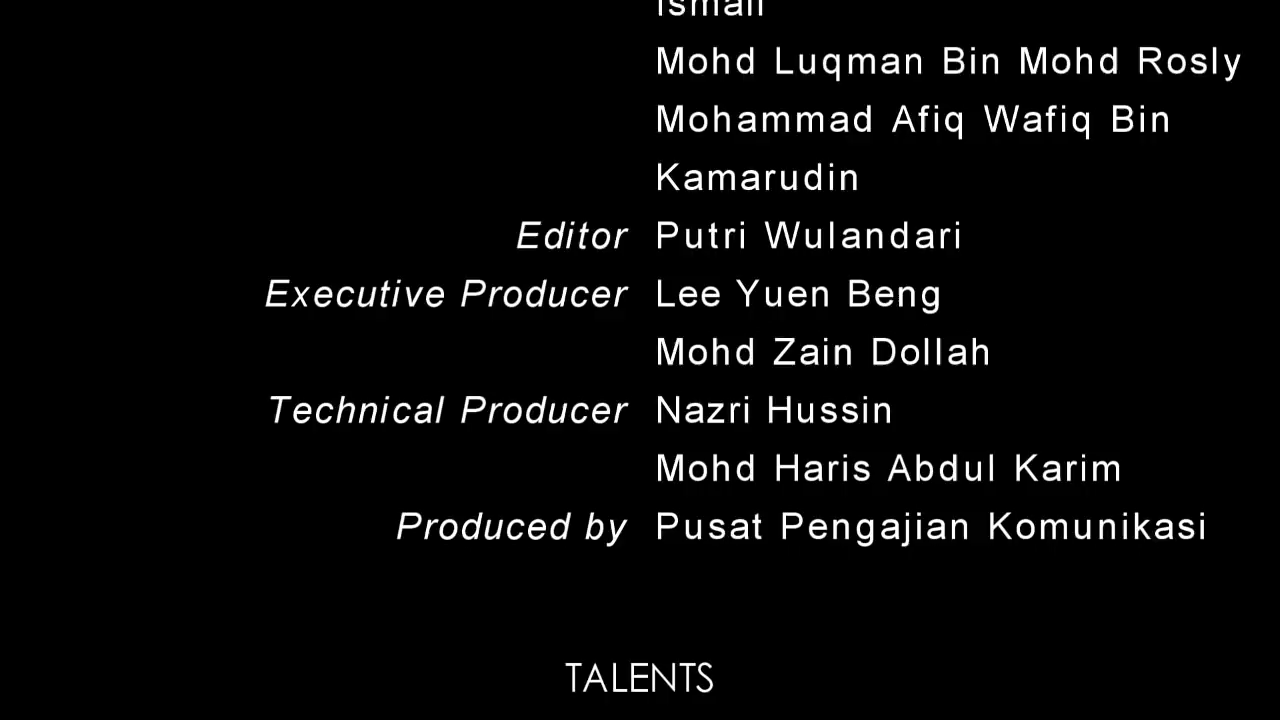 Ismail
Mohd Luqman Bin Mohd Rosly
Mohammad Afiq Wafiq Bin
Kamarudin
Editor Putri Wulandari
Executive Producer Lee Yuen Beng
Mohd Zain Dollah
Technical Producer Nazri Hussin
Mohd Haris Abdul Karim
Produced by Pusat Pengajian Komunikasi
TALENTS